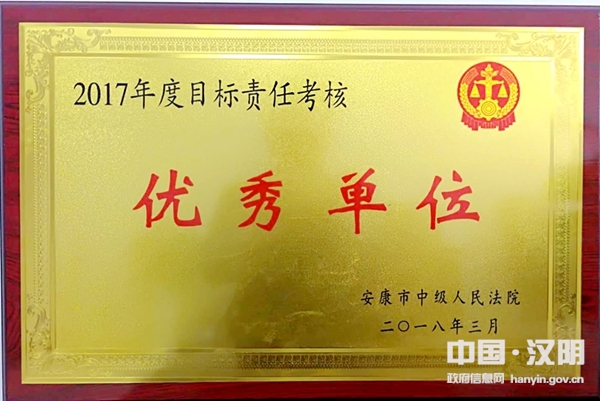 2017年度目标责任考核
优秀单位
安康市中级人民法院
二〇一八年三月
中国·汉阴
政府信息网 hanyin.gov.cn